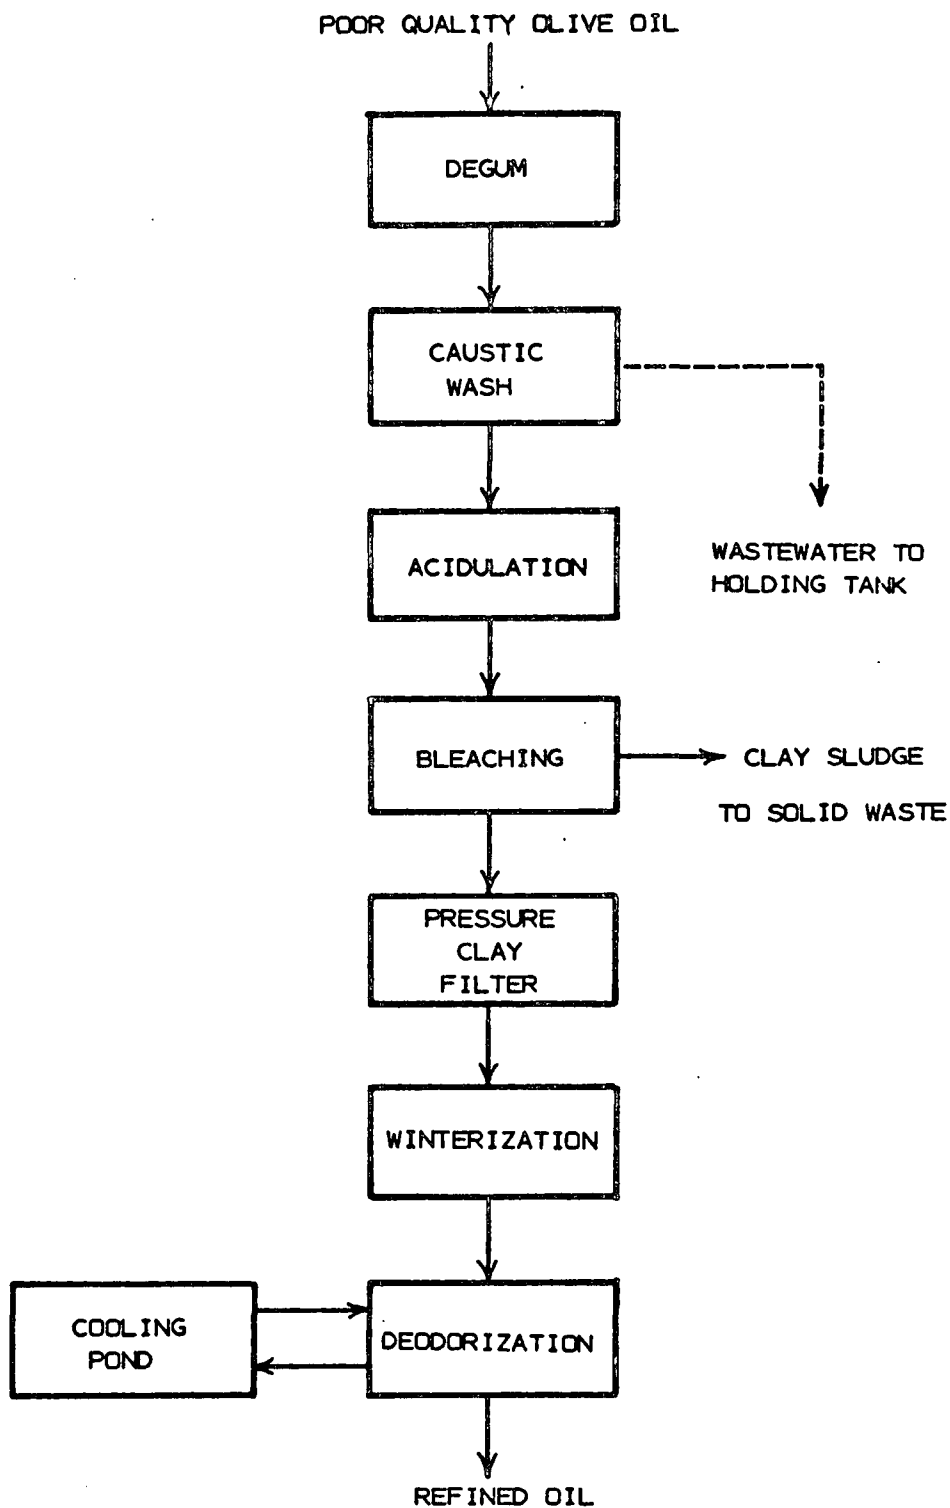 POOR QUALITY OLIVE OIL
DEGUM
CAUSTIC
WASH
ACIDULATION
WASTEWATER TO
HOLDING TANK
BLEACHING
CLAY SLUDGE
TO SOLID WASTE
PRESSURE
CLAY
FILTER
WINTERIZATION
COOLING
POND
DEODORIZATION
REFINED OIL